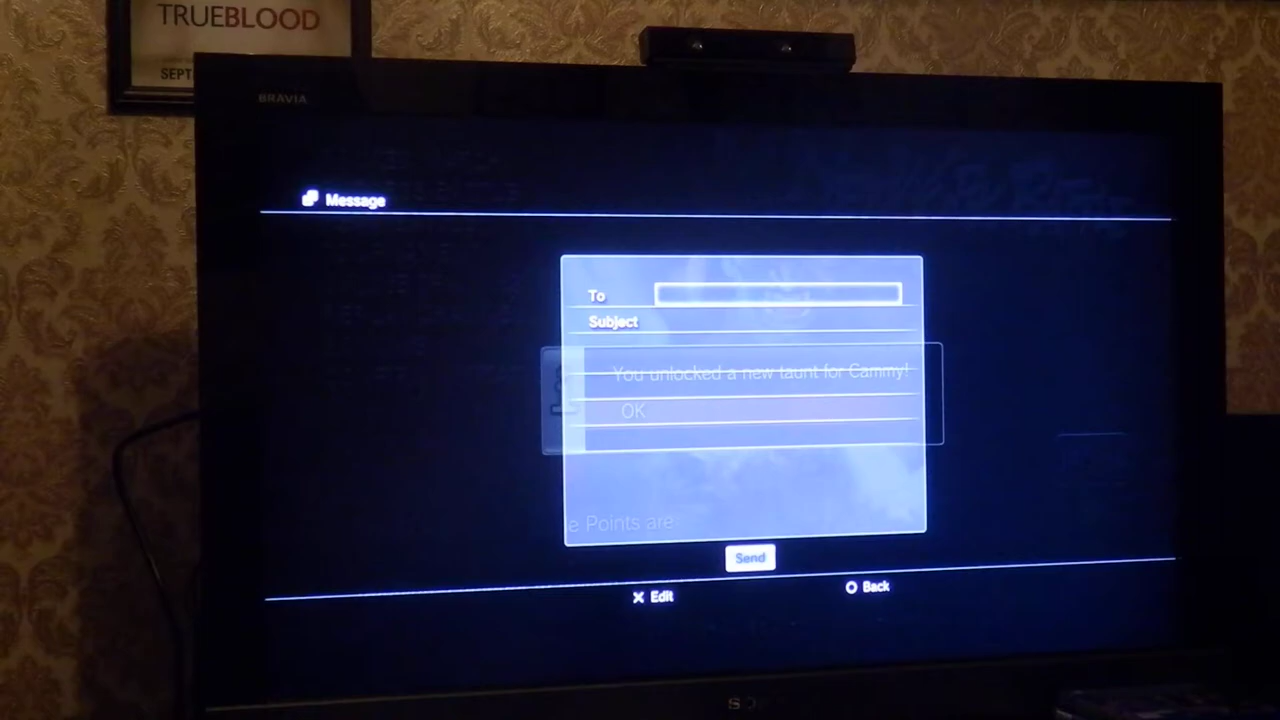 TRUEBLOOD
SEPT
BRAVIA
Message
To
Subject
You unlocked a new taunt for Cammy!
OK
e Points are
Send
Edit
Back